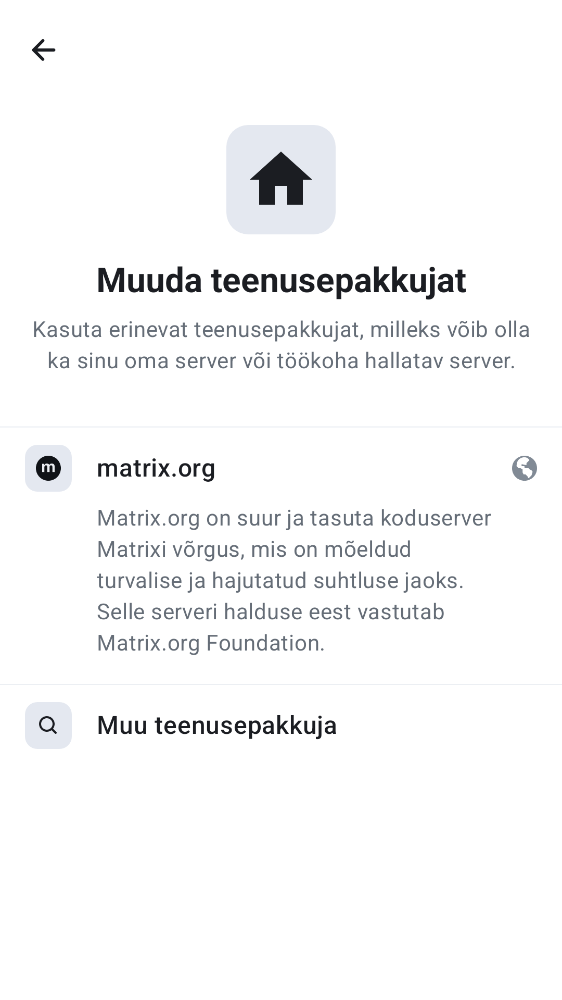 Muuda teenusepakkujat
Kasuta erinevat teenusepakkujat, milleks võib olla
ka sinu oma server või töökoha hallatav server.
m
matrix.org
Matrix.org on suur ja tasuta koduserver
Matrixi võrgus, mis on mõeldud
turvalise ja hajutatud suhtluse jaoks.
Selle serveri halduse eest vastutab
Matrix.org Foundation.
Muu teenusepakkuja